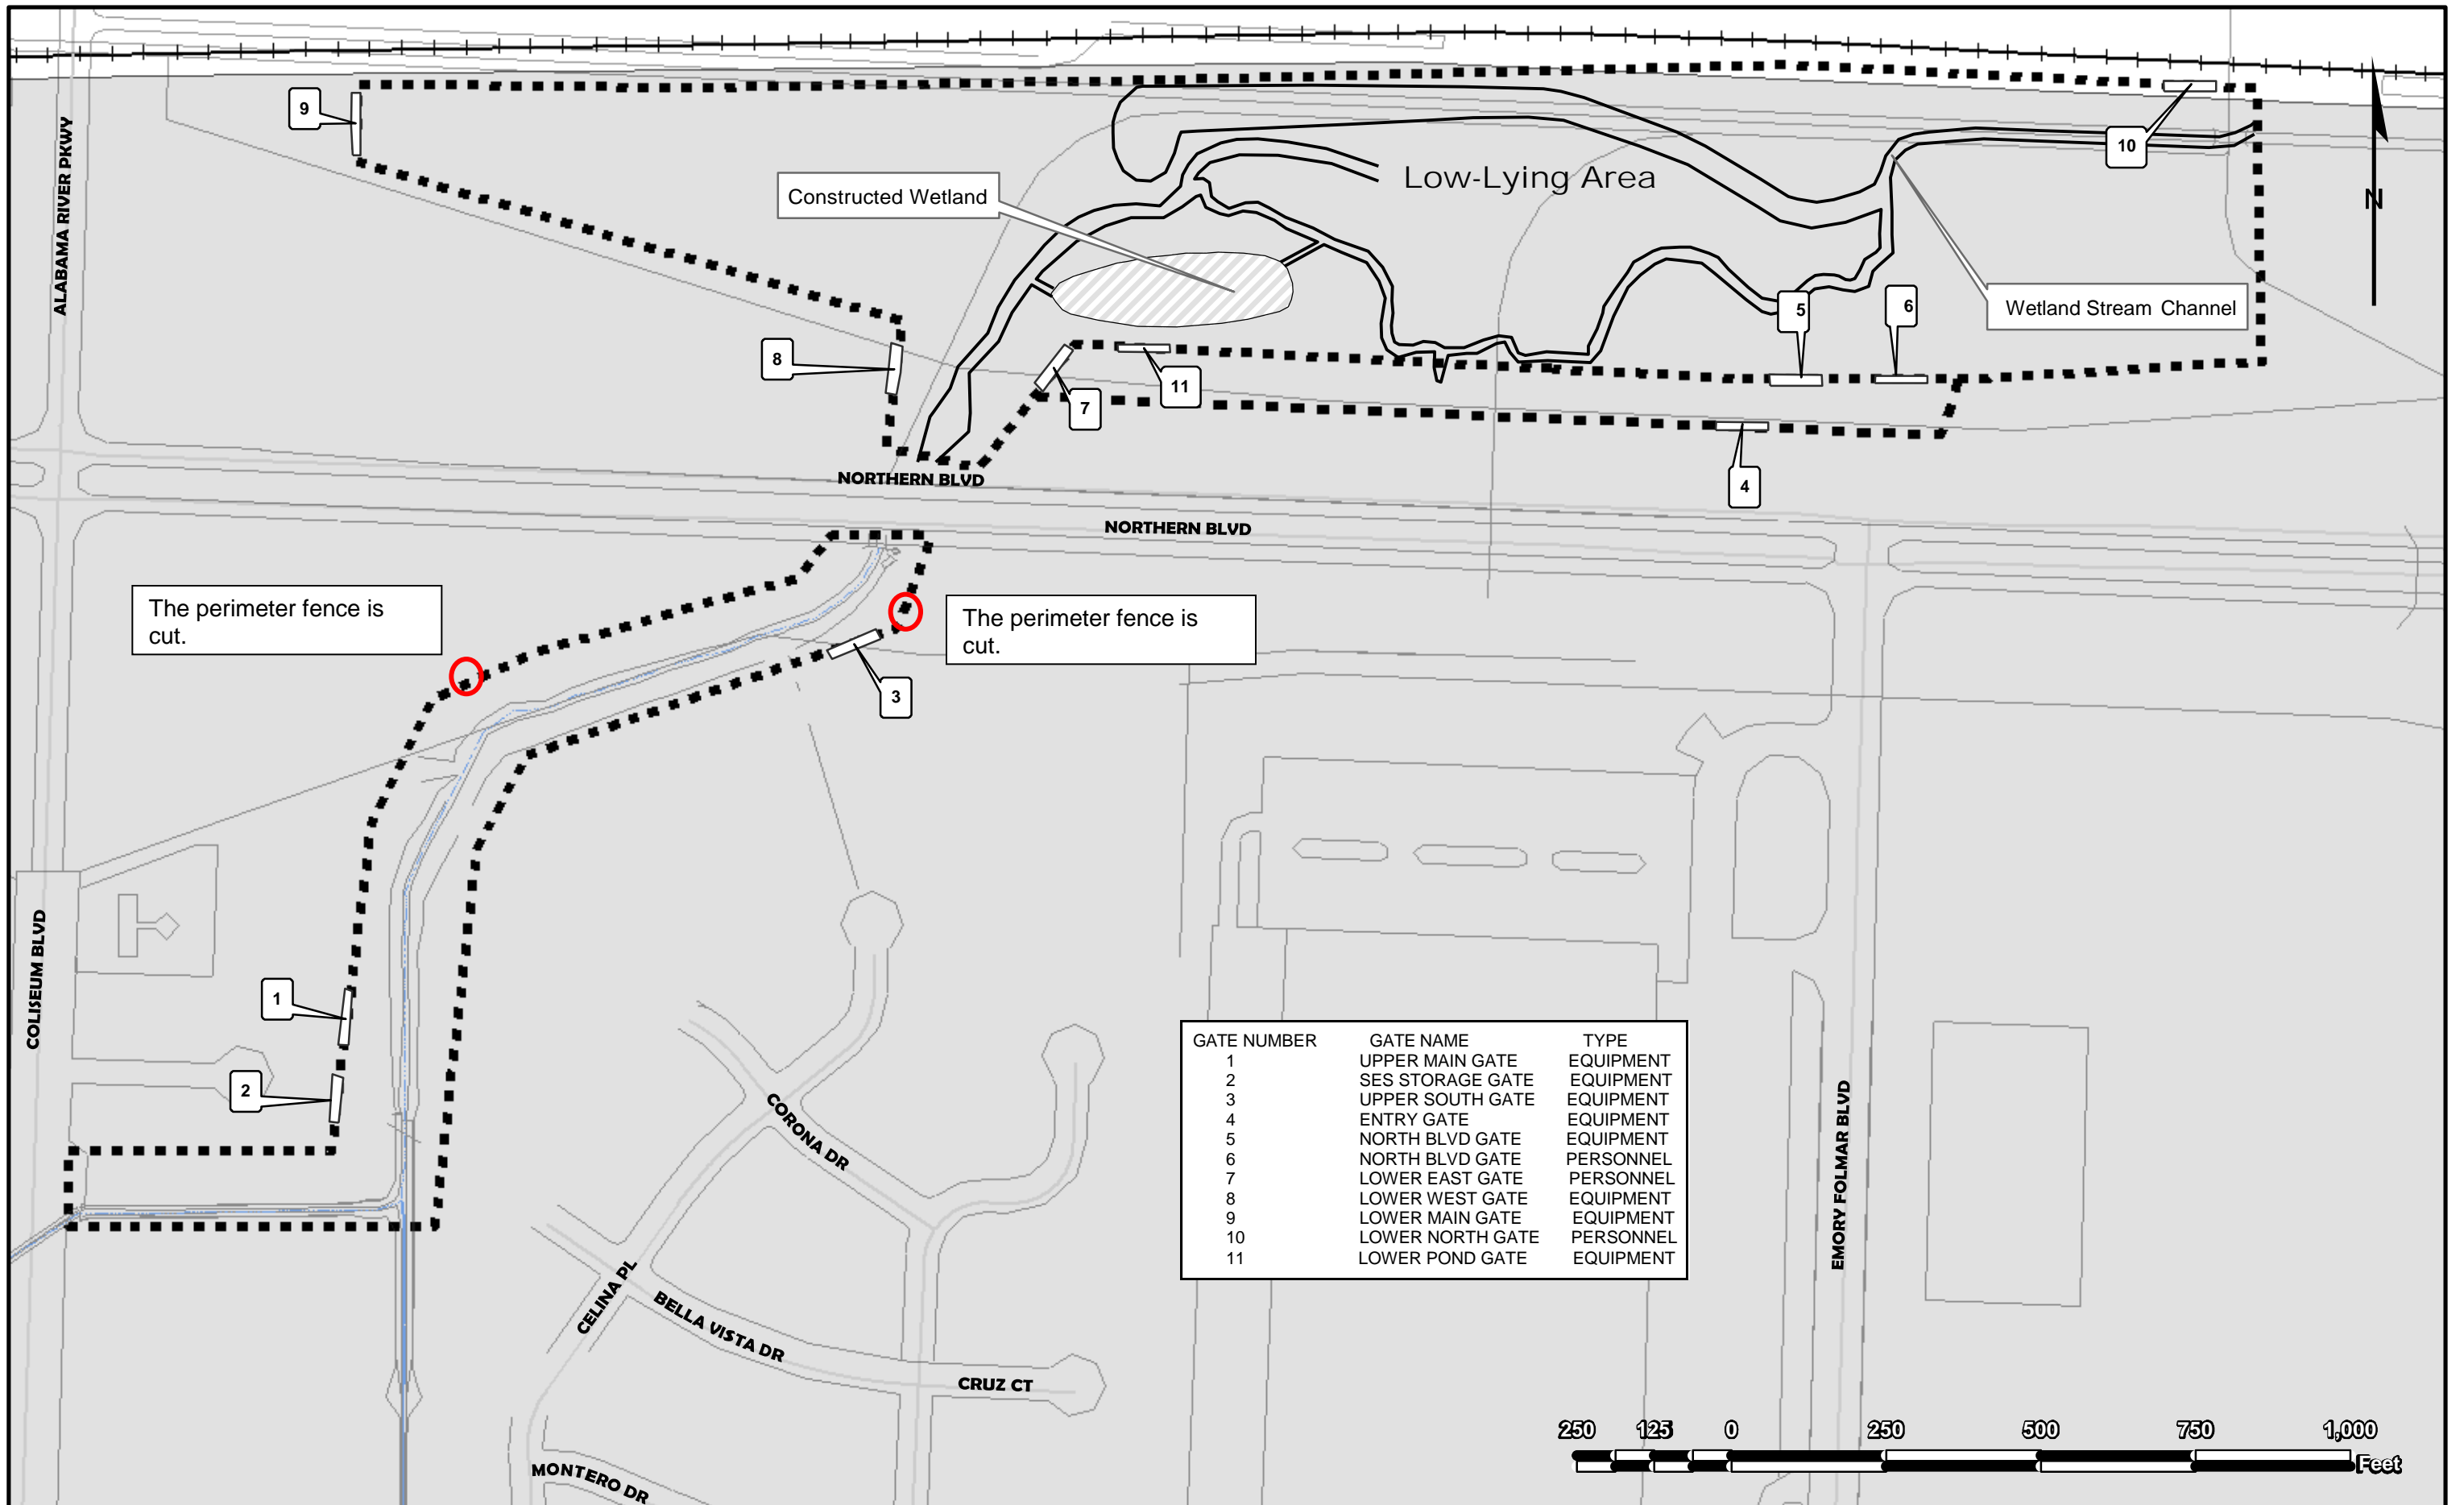 9
10
ALABAMA RIVER PKWY
Constructed Wetland
Low-Lying Area
N
5
6
Wetland Stream Channel
8
11
7
4
NORTHERN BLVD
NORTHERN BLVD
The perimeter fence is
cut.
The perimeter fence is
cut.
3
COLISEUM BLVD
1
2
GATE NUMBER GATE NAME TYPE
1 UPPER MAIN GATE EQUIPMENT
2 SES STORAGE GATE EQUIPMENT
3 UPPER SOUTH GATE EQUIPMENT
4 ENTRY GATE EQUIPMENT
5 NORTH BLVD GATE EQUIPMENT
6 NORTH BLVD GATE PERSONNEL
7 LOWER EAST GATE PERSONNEL
8 LOWER WEST GATE EQUIPMENT
9 LOWER MAIN GATE EQUIPMENT
10 LOWER NORTH GATE PERSONNEL
11 LOWER POND GATE EQUIPMENT
CORONA DR
EMORY FOLMAR BLVD
CELINA PL
BELLA VISTA DR
CRUZ CT
MONTERO DR
250 125 0 250 500 750 1,000
Feet